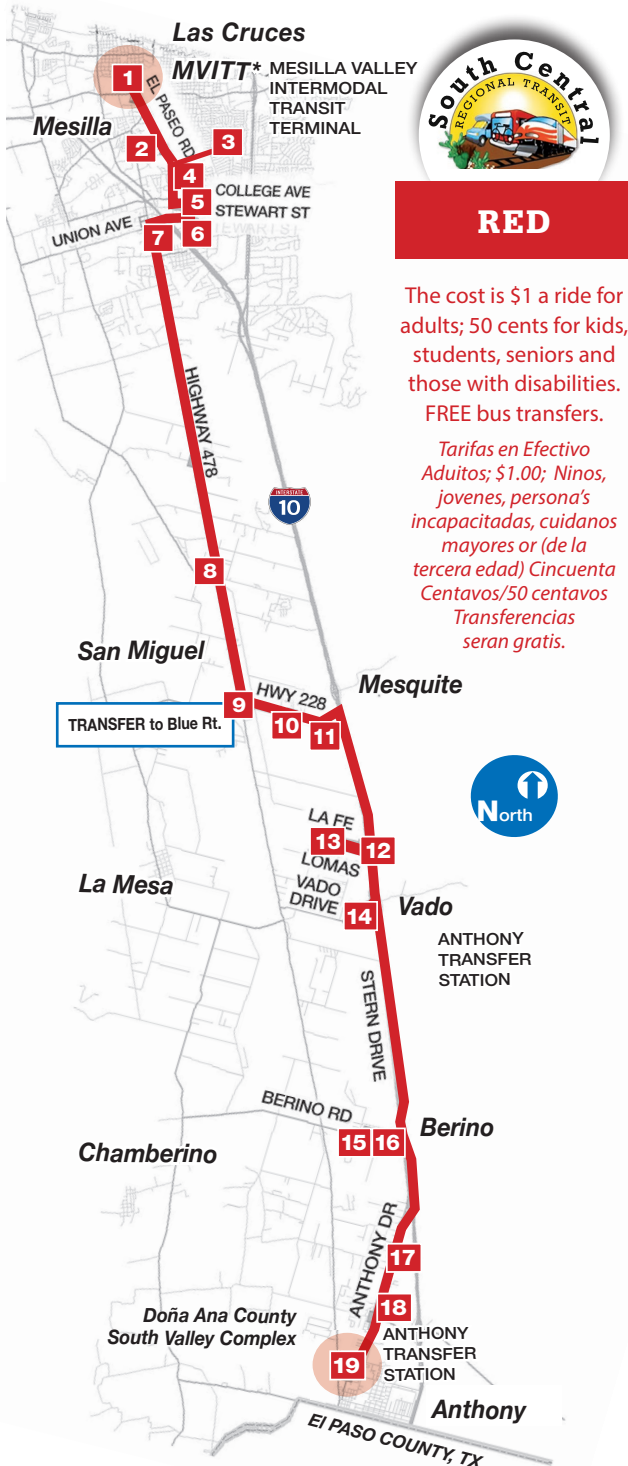 Las Cruces
MVITT* MESILLA VALLEY
INTERMODAL
TRANSIT
TERMINAL
South Central
REGIONAL TRANSIT
1
EL PASEO RD
Mesilla
2
3
4
5
COLLEGE AVE
STEWART ST
STEWART ST
UNION AVE
6
7
RED
The cost is $1 a ride for
adults; 50 cents for kids,
students, seniors and
those with disabilities.
FREE bus transfers.
Tarifas en Efectivo
Aduitos; $1.00; Ninos,
jovenes, persona's
incapacitadas, cuidanos
mayores or (de la
tercera edad) Cincuenta
Centavos/50 centavos
Transferencias
seran gratis.
HIGHWAY 478
INTERSTATE
10
8
San Miguel
HWY 228
Mesquite
9
TRANSFER to Blue Rt.
10
11
North
LA FE
13
12
LOMAS
La Mesa
VADO
DRIVE
14
Vado
ANTHONY
TRANSFER
STATION
STERN DRIVE
BERINO RD
Berino
15
16
Chamberino
ANTHONY DR
17
18
Doña Ana County
South Valley Complex
ANTHONY
TRANSFER
STATION
19
Anthony
El PASO COUNTY, TX